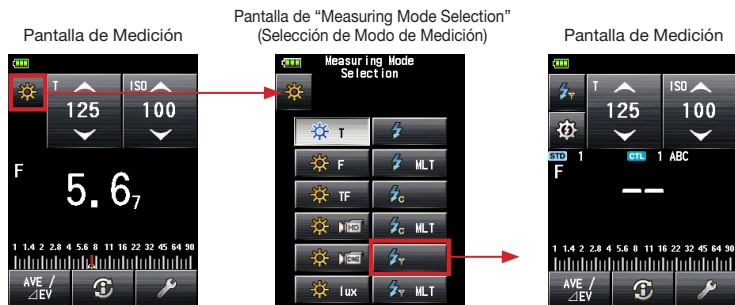 Pantalla de Medición
T
ISO
125
100
F
5.6₇
1 1.4 2 2.8 4 5.6 8 11 16 22 32 45 64 90
AVE /
⊿EV
Pantalla de “Measuring Mode Selection”
(Selección de Modo de Medición)
Measuring Mode
Selection
T
F
MLT
TF
C
HD
C MLT
CINE
Y
lux
Y MLT
Pantalla de Medición
Y
T
ISO
125
100
STD 1 CTL 1 ABC
F
--
1 1.4 2 2.8 4 5.6 8 11 16 22 32 45 64 90
AVE /
⊿EV